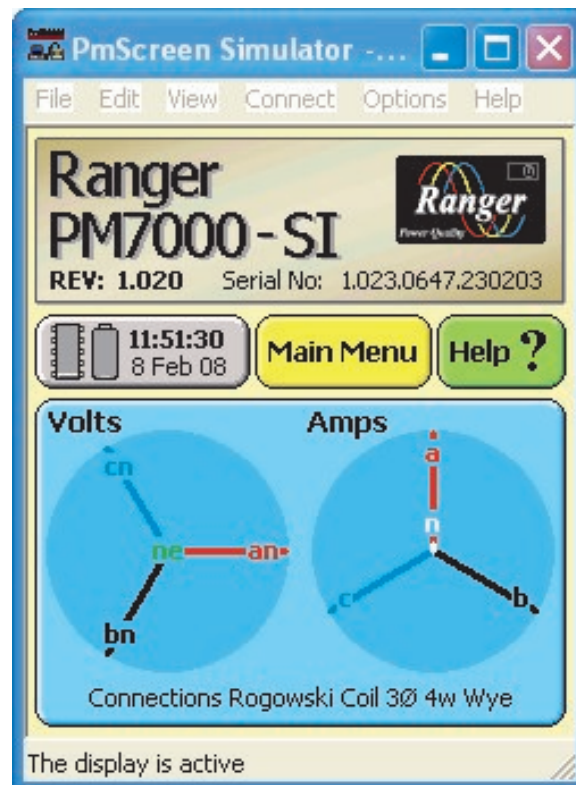 PmScreen Simulator -...
File Edit View Connect Options Help
Ranger
PM7000-SI
REV: 1.020 Serial No: 1.023.0647.230203
Ranger
Power Quality
11:51:30
8 Feb 08
Main Menu
Help ?
Volts
cn
ne an
bn
Amps
a
n
c b
Connections Rogowski Coil 3Ø 4w Wye
The display is active